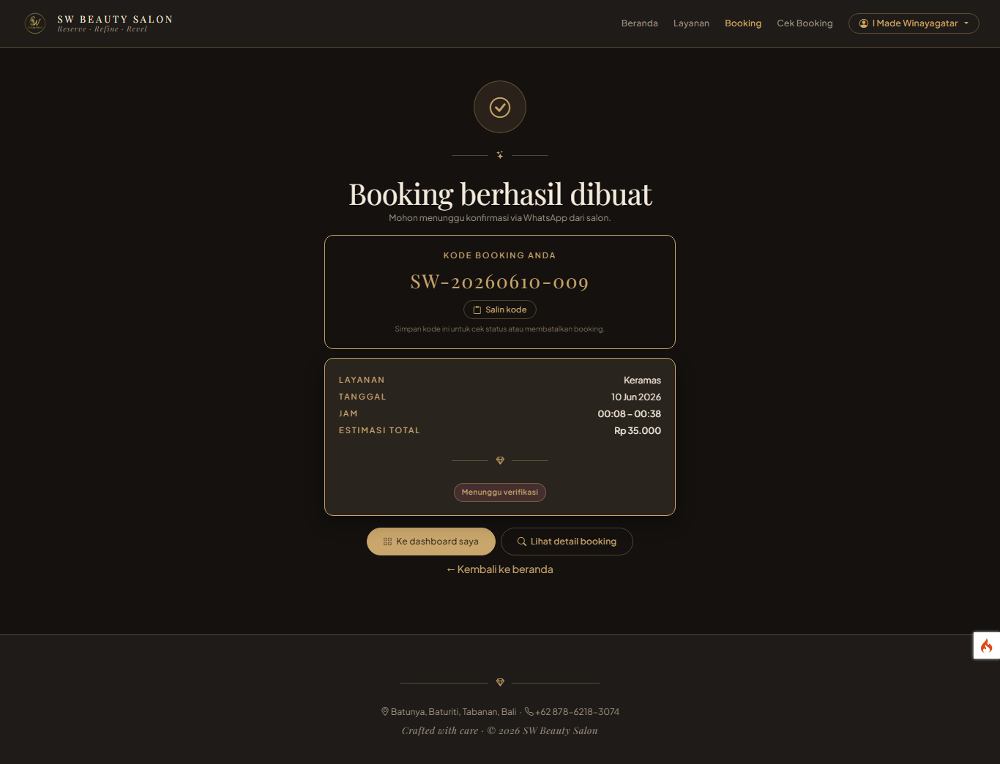 SW BEAUTY SALON
Reserve · Refine · Revel
Beranda Layanan Booking Cek Booking I Made Winayagatar
Booking berhasil dibuat
Mohon menunggu konfirmasi via WhatsApp dari salon.
KODE BOOKING ANDA
SW-20260610-009
Salin kode
Simpan kode ini untuk cek status atau membatalkan booking.
LAYANAN Keramas
TANGGAL 10 Jun 2026
JAM 00:08 – 00:38
ESTIMASI TOTAL Rp 35.000
Menunggu verifikasi
Ke dashboard saya Lihat detail booking
← Kembali ke beranda
Batunya, Baturiti, Tabanan, Bali · +62 878-6218-3074
Crafted with care · © 2026 SW Beauty Salon